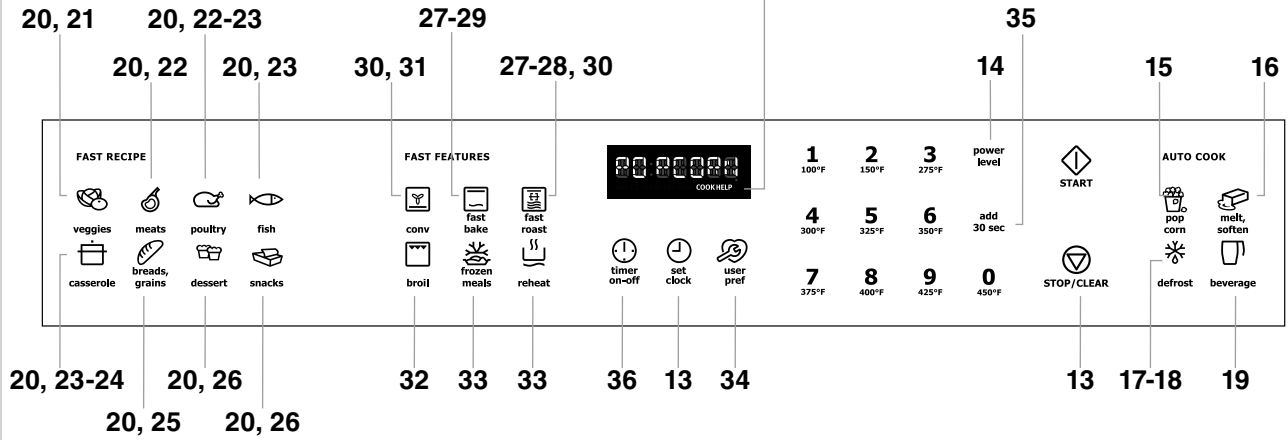 20, 21
20, 22-23
27-29
35
20, 22
20, 23
30, 31
27-28, 30
14
15
16
FAST RECIPE
FAST FEATURES
AUTO COOK
COOK HELP
1
100°F
2
150°F
3
275°F
power
level
START
veggies
meats
poultry
fish
conv
fast
bake
fast
roast
4
300°F
5
325°F
6
350°F
add
30 sec
pop
corn
melt,
soften
casserole
breads,
grains
dessert
snacks
broil
frozen
meals
reheat
timer
on-off
set
clock
user
pref
7
375°F
8
400°F
9
425°F
0
450°F
STOP/CLEAR
defrost
beverage
20, 23-24
20, 26
32
33
33
36
13
34
13
17-18
19
20, 25
20, 26